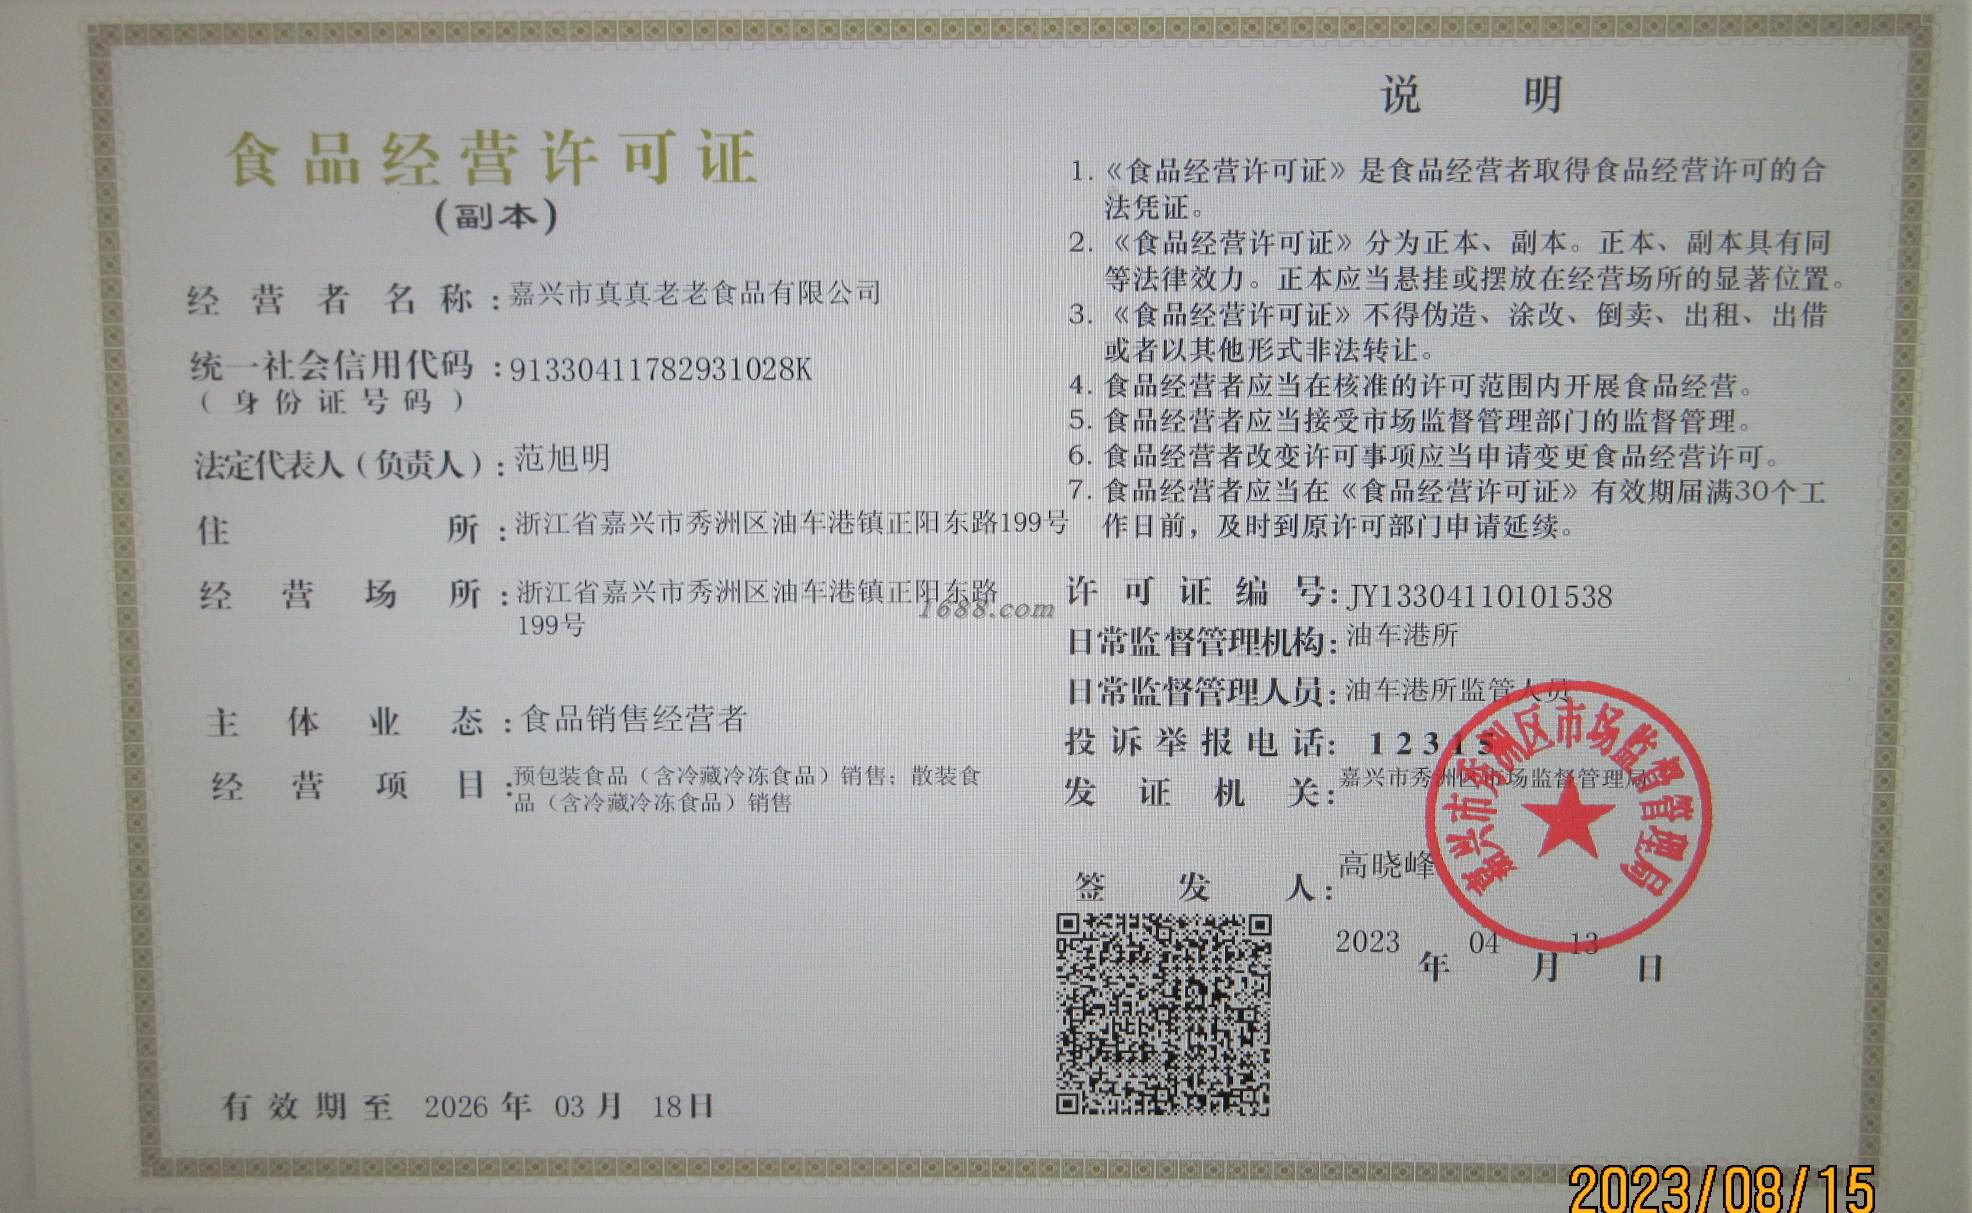 食品经营许可证
(副本)
经营者名称:嘉兴市真真老老食品有限公司
统一社会信用代码:91330411782931028K
(身份证号码)
法定代表人(负责人):范旭明
住所:浙江省嘉兴市秀洲区油车港镇正阳东路199号
经营场所:浙江省嘉兴市秀洲区油车港镇正阳东路
199号
主体业态:食品销售经营者
经营项目:预包装食品(含冷藏冷冻食品)销售;散装食
品(含冷藏冷冻食品)销售
有效期至 2026年 03月 18日
说明
1.《食品经营许可证》是食品经营者取得食品经营许可的合
法凭证。
2.《食品经营许可证》分为正本、副本。正本、副本具有同
等法律效力。正本应当悬挂或摆放在经营场所的显著位置。
3.《食品经营许可证》不得伪造、涂改、倒卖、出租、出借
或者以其他形式非法转让。
4.食品经营者应当在核准的许可范围内开展食品经营。
5.食品经营者应当接受市场监督管理部门的监督管理。
6.食品经营者改变许可事项应当申请变更食品经营许可。
7.食品经营者应当在《食品经营许可证》有效期届满30个工
作日前,及时到原许可部门申请延续。
许可证编号:JY13304110101538
日常监督管理机构:油车港所
日常监督管理人员:油车港所监管人员
投诉举报电话: 12315
发证机关:嘉兴市秀洲区市场监督管理局
签发人:高晓峰
2023年 04月 13日
嘉兴市秀洲区市场监督管理局
1688.com
2023/08/15